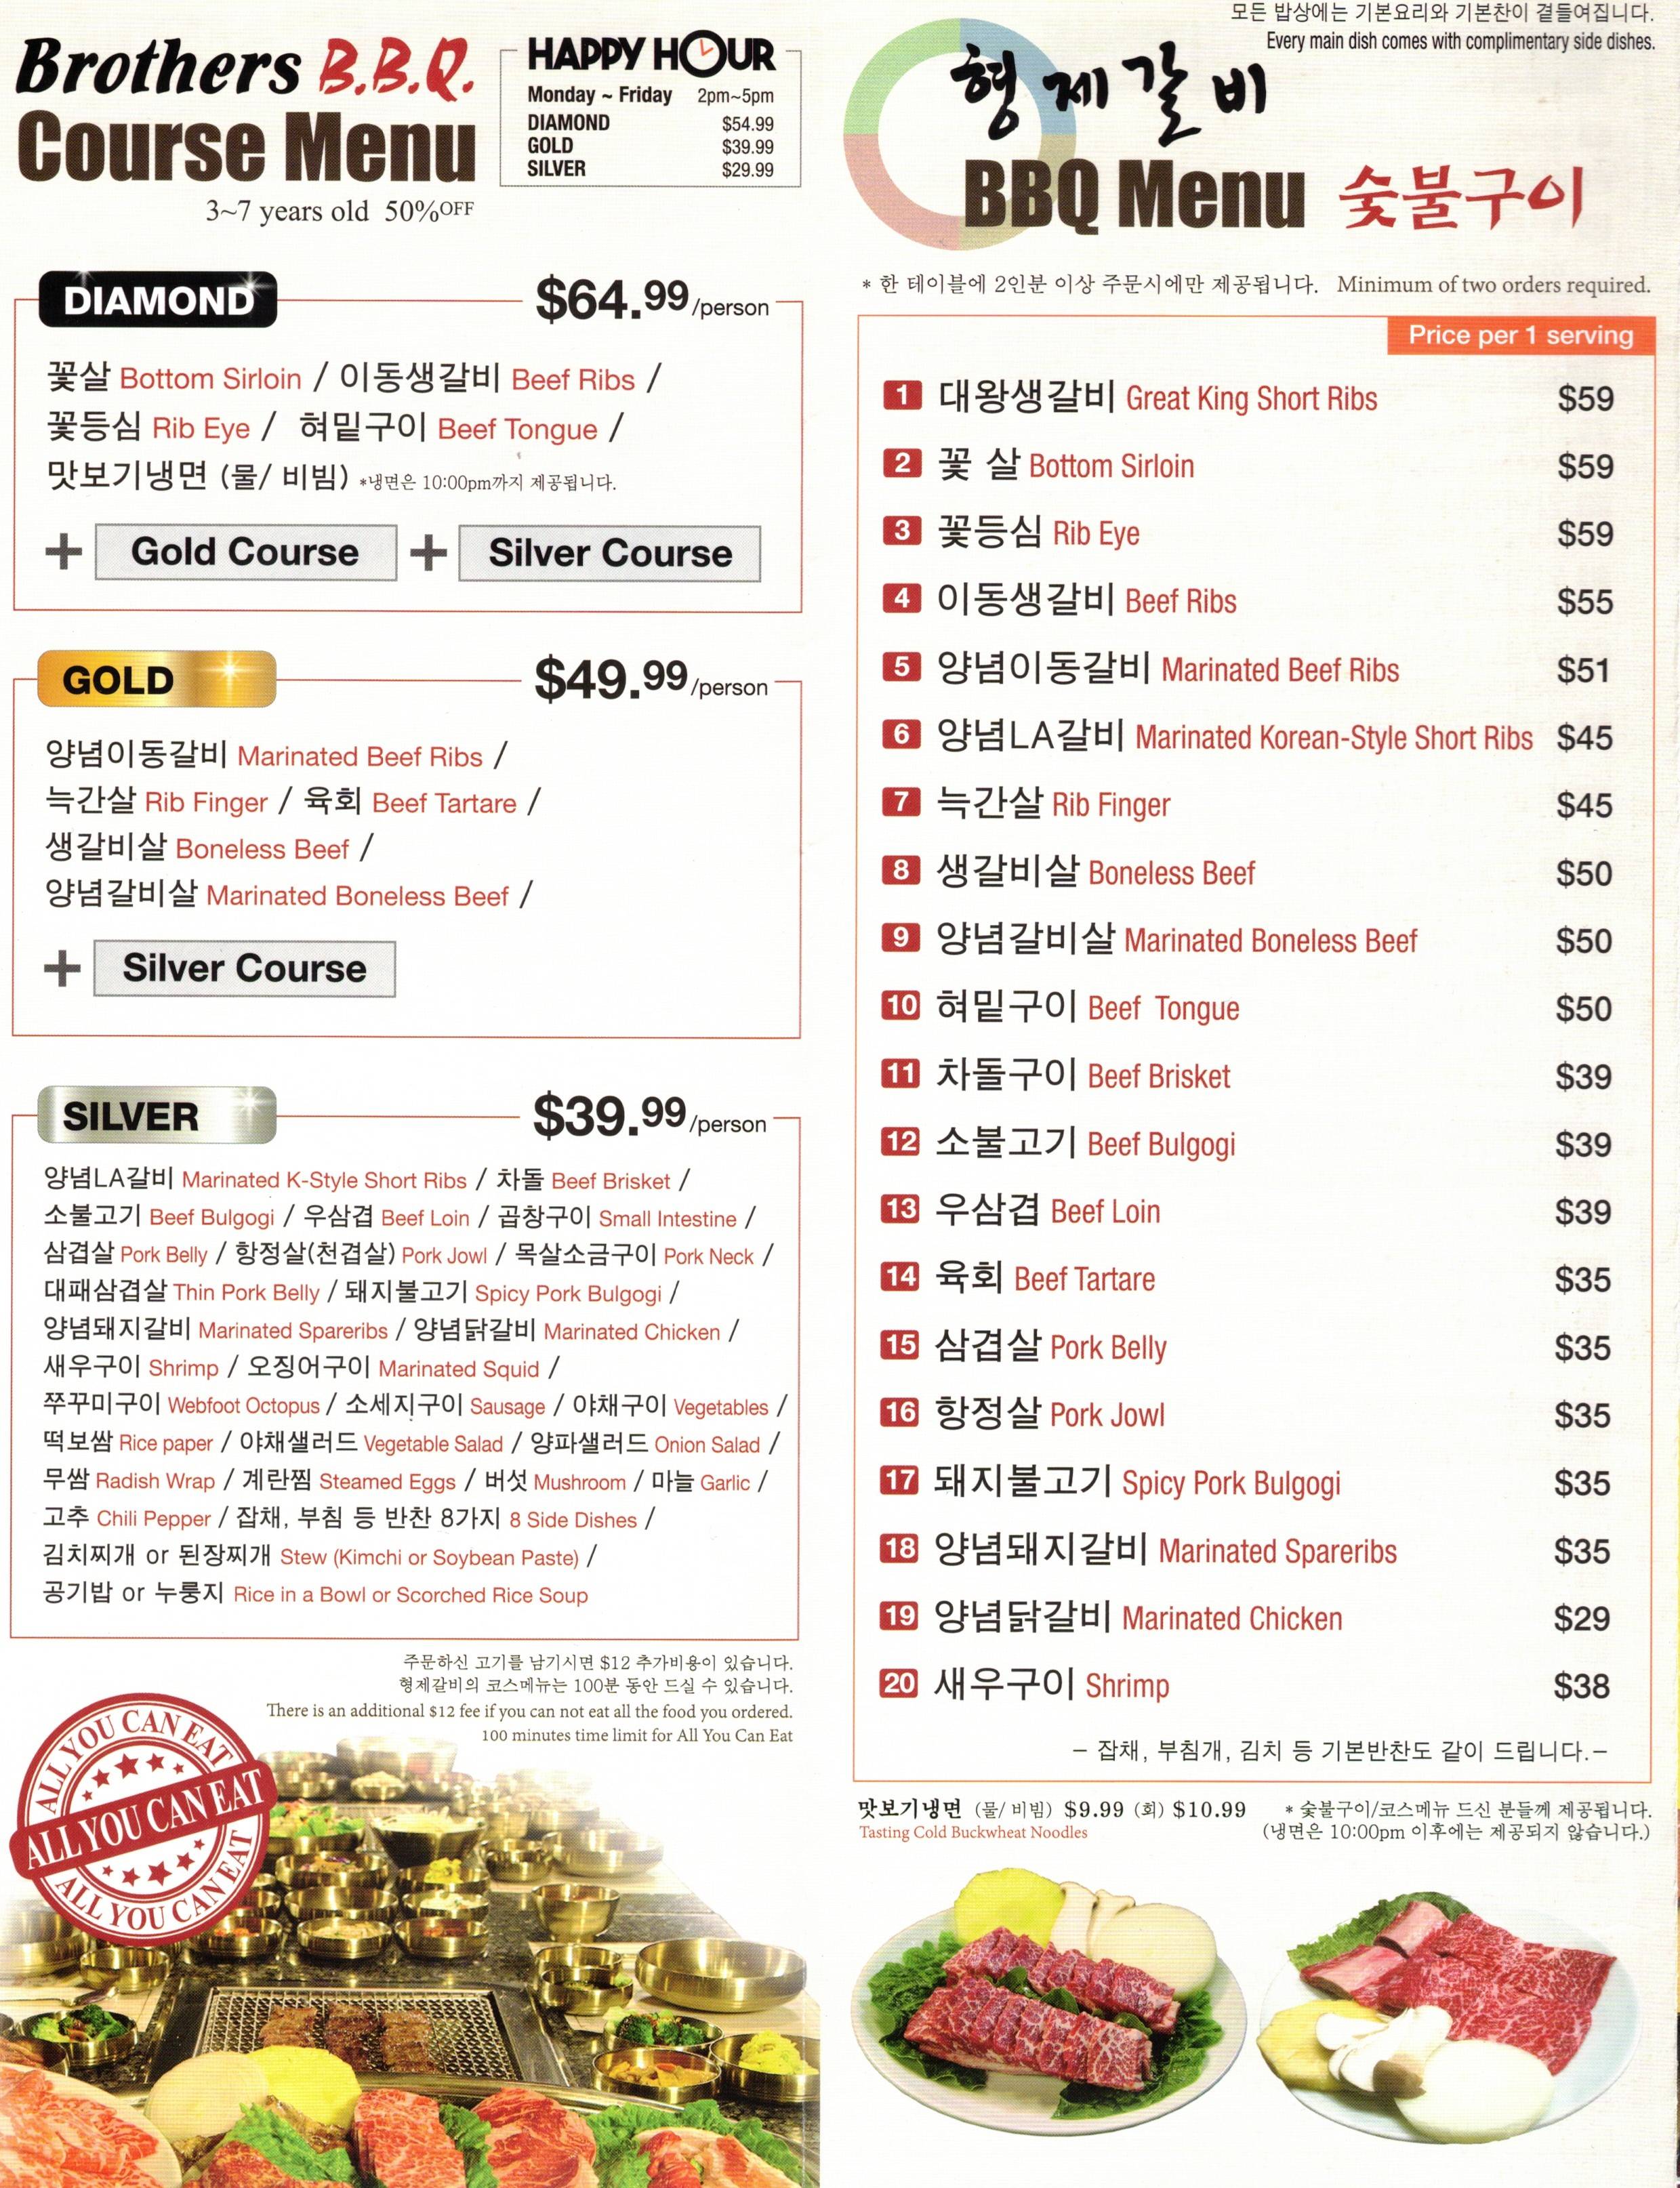 Brothers B.B.Q.
Course Menu
3~7 years old 50%OFF
HAPPY HOUR
Monday ~ Friday 2pm~5pm
DIAMOND $54.99
GOLD $39.99
SILVER $29.99
DIAMOND $64.99/person
꽃살 Bottom Sirloin / 이동생갈비 Beef Ribs /
꽃등심 Rib Eye / 혀밑구이 Beef Tongue /
맛보기냉면 (물/ 비빔) *냉면은 10:00pm까지 제공됩니다.
+ Gold Course + Silver Course
GOLD $49.99/person
양념이동갈비 Marinated Beef Ribs /
늑간살 Rib Finger / 육회 Beef Tartare /
생갈비살 Boneless Beef /
양념갈비살 Marinated Boneless Beef /
+ Silver Course
SILVER $39.99/person
양념LA갈비 Marinated K-Style Short Ribs / 차돌 Beef Brisket /
소불고기 Beef Bulgogi / 우삼겹 Beef Loin / 곱창구이 Small Intestine /
삼겹살 Pork Belly / 항정살(천겹살) Pork Jowl / 목살소금구이 Pork Neck /
대패삼겹살 Thin Pork Belly / 돼지불고기 Spicy Pork Bulgogi /
양념돼지갈비 Marinated Spareribs / 양념닭갈비 Marinated Chicken /
새우구이 Shrimp / 오징어구이 Marinated Squid /
쭈꾸미구이 Webfoot Octopus / 소세지구이 Sausage / 야채구이 Vegetables /
떡보쌈 Rice paper / 야채샐러드 Vegetable Salad / 양파샐러드 Onion Salad /
무쌈 Radish Wrap / 계란찜 Steamed Eggs / 버섯 Mushroom / 마늘 Garlic /
고추 Chili Pepper / 잡채, 부침 등 반찬 8가지 8 Side Dishes /
김치찌개 or 된장찌개 Stew (Kimchi or Soybean Paste) /
공기밥 or 누룽지 Rice in a Bowl or Scorched Rice Soup
주문하신 고기를 남기시면 $12 추가비용이 있습니다.
형제갈비의 코스메뉴는 100분 동안 드실 수 있습니다.
There is an additional $12 fee if you can not eat all the food you ordered.
100 minutes time limit for All You Can Eat
ALL YOU CAN EAT
ALL YOU CAN EAT
ALL YOU CAN EAT
모든 밥상에는 기본요리와 기본찬이 곁들여집니다.
Every main dish comes with complimentary side dishes.
형제갈비
BBQ Menu 숯불구이
* 한 테이블에 2인분 이상 주문시에만 제공됩니다. Minimum of two orders required.
Price per 1 serving
1 대왕생갈비 Great King Short Ribs $59
2 꽃 살 Bottom Sirloin $59
3 꽃등심 Rib Eye $59
4 이동생갈비 Beef Ribs $55
5 양념이동갈비 Marinated Beef Ribs $51
6 양념LA갈비 Marinated Korean-Style Short Ribs $45
7 늑간살 Rib Finger $45
8 생갈비살 Boneless Beef $50
9 양념갈비살 Marinated Boneless Beef $50
10 혀밑구이 Beef Tongue $50
11 차돌구이 Beef Brisket $39
12 소불고기 Beef Bulgogi $39
13 우삼겹 Beef Loin $39
14 육회 Beef Tartare $35
15 삼겹살 Pork Belly $35
16 항정살 Pork Jowl $35
17 돼지불고기 Spicy Pork Bulgogi $35
18 양념돼지갈비 Marinated Spareribs $35
19 양념닭갈비 Marinated Chicken $29
20 새우구이 Shrimp $38
– 잡채, 부침개, 김치 등 기본반찬도 같이 드립니다.–
맛보기냉면 (물/ 비빔) $9.99 (회) $10.99 * 숯불구이/코스메뉴 드신 분들께 제공됩니다.
Tasting Cold Buckwheat Noodles (냉면은 10:00pm 이후에는 제공되지 않습니다.)